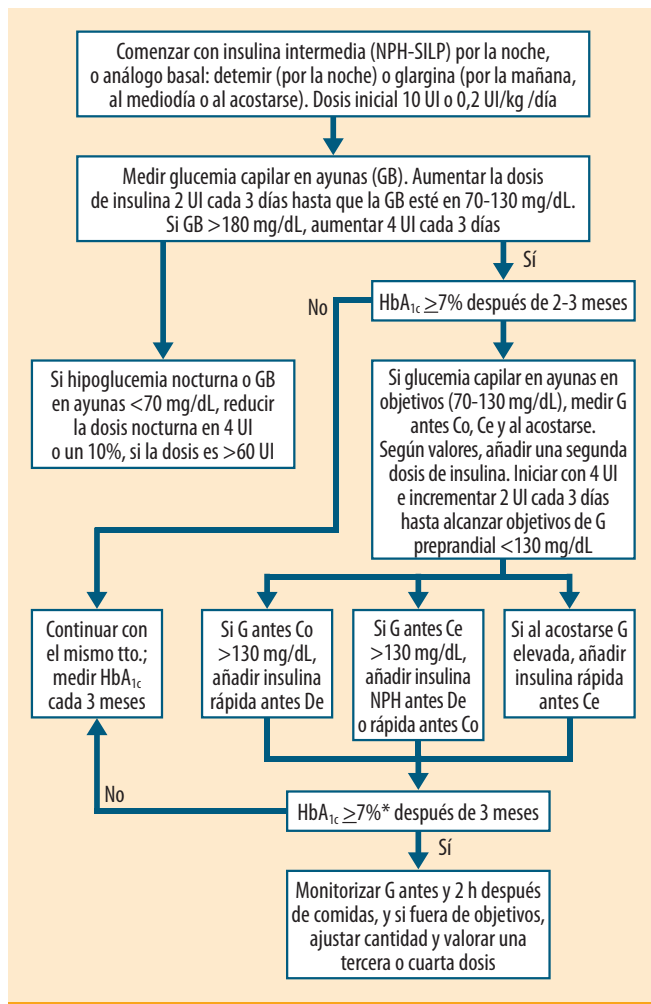 Comenzar con insulina intermedia (NPH-SILP) por la noche,
o análogo basal: detemir (por la noche) o glargina (por la mañana,
al mediodía o al acostarse). Dosis inicial 10 UI o 0,2 UI/kg /día
Medir glucemia capilar en ayunas (GB). Aumentar la dosis
de insulina 2 UI cada 3 días hasta que la GB esté en 70-130 mg/dL.
Si GB >180 mg/dL, aumentar 4 UI cada 3 días
Sí
No
HbA1c ≥7% después de 2-3 meses
Si hipoglucemia nocturna o GB
en ayunas <70 mg/dL, reducir
la dosis nocturna en 4 UI
o un 10%, si la dosis es >60 UI
Si glucemia capilar en ayunas en
objetivos (70-130 mg/dL), medir G
antes Co, Ce y al acostarse.
Según valores, añadir una segunda
dosis de insulina. Iniciar con 4 UI
e incrementar 2 UI cada 3 días
hasta alcanzar objetivos de G
preprandial <130 mg/dL
Continuar con
el mismo tto.;
medir HbA1c
cada 3 meses
Si G antes Co
>130 mg/dL,
añadir insulina
rápida antes De
Si G antes Ce
>130 mg/dL,
añadir insulina
NPH antes De
o rápida antes Co
Si al acostarse G
elevada, añadir
insulina rápida
antes Ce
No
HbA1c ≥7%* después de 3 meses
Sí
Monitorizar G antes y 2 h después
de comidas, y si fuera de objetivos,
ajustar cantidad y valorar una
tercera o cuarta dosis